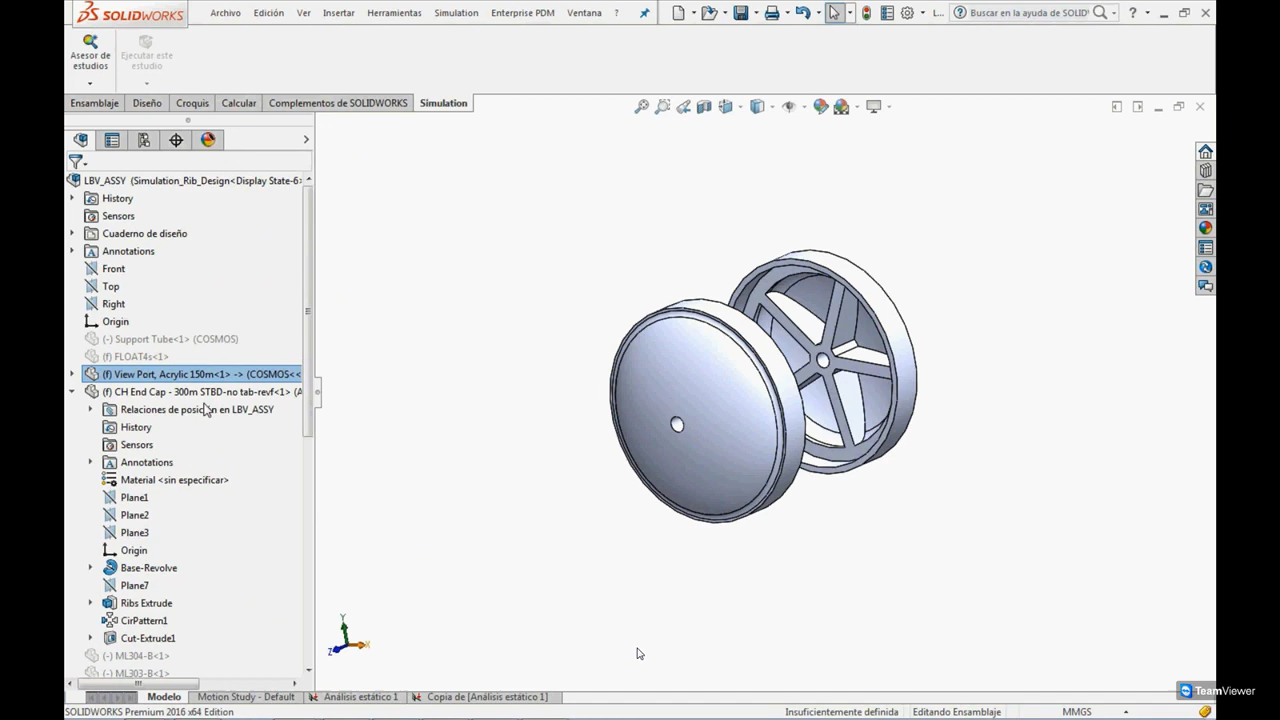 SOLIDWORKS Archivo Edición Ver Insertar Herramientas Simulation Enterprise PDM Ventana ? L... Buscar en la ayuda de SOLID' ?
Asesor de estudios
Ejecutar este estudio
Ensamblaje Diseño Croquis Calcular Complementos de SOLIDWORKS Simulation
LBV_ASSY (Simulation_Rib_Design<Display State-6>
History
Sensors
Cuaderno de diseño
Annotations
Front
Top
Right
Origin
(-) Support Tube<1> (COSMOS)
(f) FLOAT4s<1>
(f) View Port, Acrylic 150m<1> -> (COSMOS<<
(f) CH End Cap - 300m STBD-no tab-revf<1> (A
Relaciones de posición en LBV_ASSY
History
Sensors
Annotations
Material <sin especificar>
Plane1
Plane2
Plane3
Origin
Base-Revolve
Plane7
Ribs Extrude
CirPattern1
Cut-Extrude1
(-) ML304-B<1>
(-) ML303-B<1>
Y
X
Z
Modelo Motion Study - Default Análisis estático 1 Copia de [Análisis estático 1]
TeamViewer
SOLIDWORKS Premium 2016 x64 Edition Insuficientemente definida Editando Ensamblaje MMGS